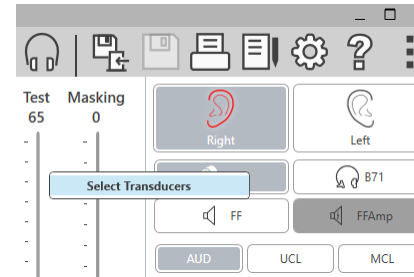 Test Masking
65 0
Right Left
Select Transducers
B71
FF FFAmp
AUD UCL MCL